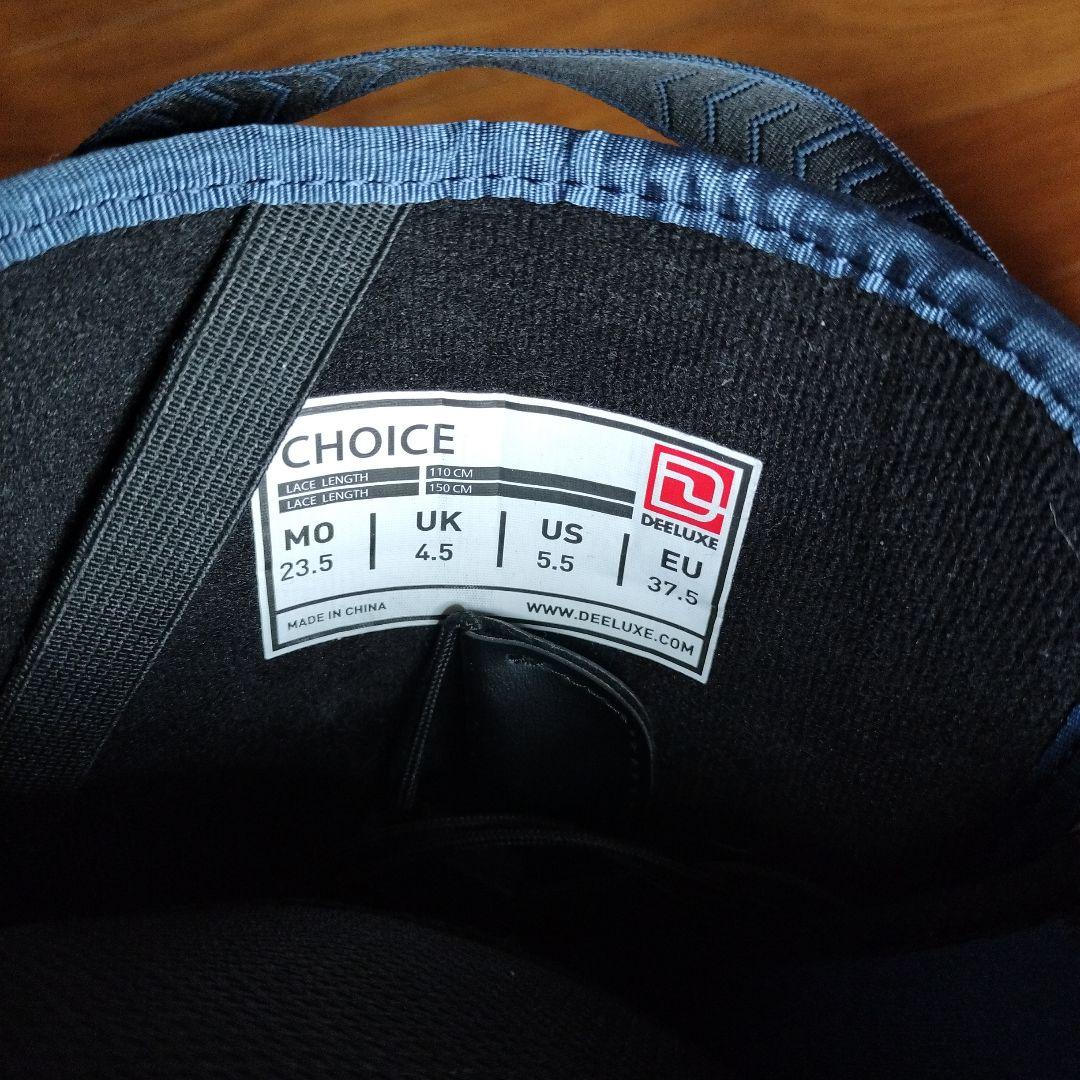 CHOICE
LACE LENGTH 110 CM
LACE LENGTH 150 CM
DEELUXE
MO UK US EU
23.5 4.5 5.5 37.5
MADE IN CHINA WWW.DEELUXE.COM